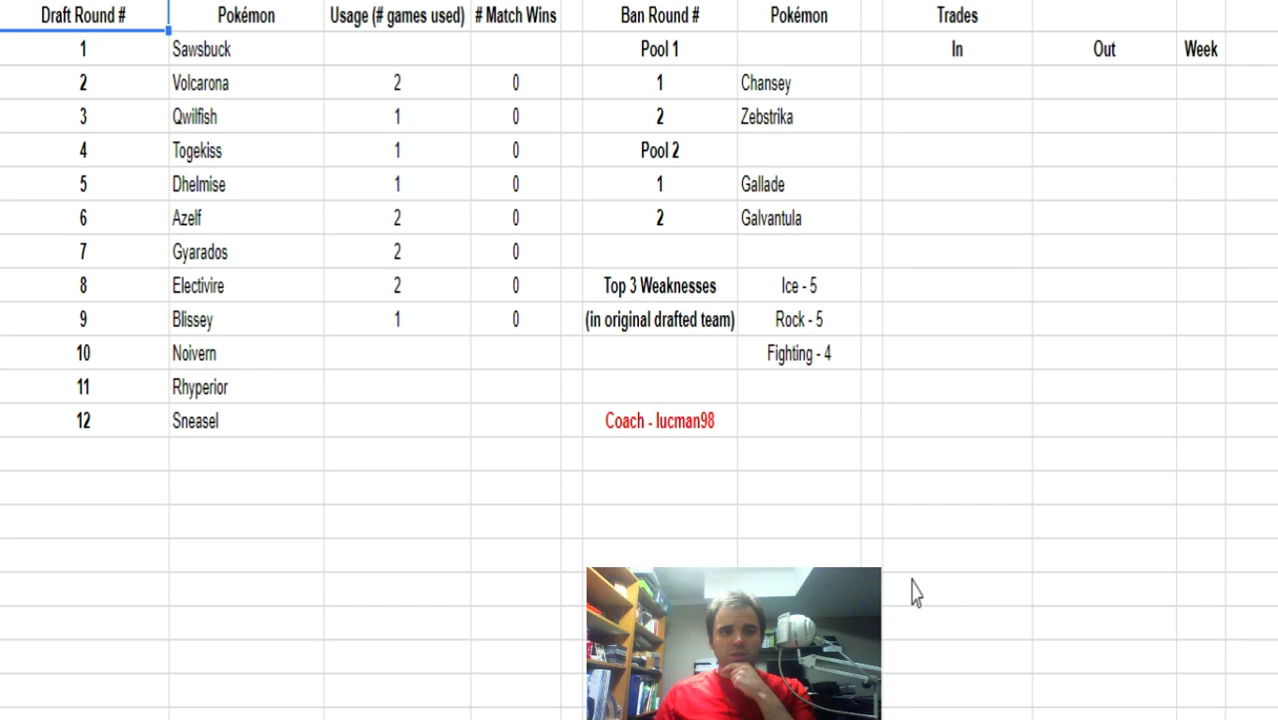 Draft Round # Pokémon Usage (# games used) # Match Wins Ban Round # Pokémon Trades
1 Sawsbuck Pool 1 In Out Week
2 Volcarona 2 0 1 Chansey
3 Qwilfish 1 0 2 Zebstrika
4 Togekiss 1 0 Pool 2
5 Dhelmise 1 0 1 Gallade
6 Azelf 2 0 2 Galvantula
7 Gyarados 2 0
8 Electivire 2 0 Top 3 Weaknesses Ice - 5
9 Blissey 1 0 (in original drafted team) Rock - 5
10 Noivern Fighting - 4
11 Rhyperior
12 Sneasel Coach - lucman98